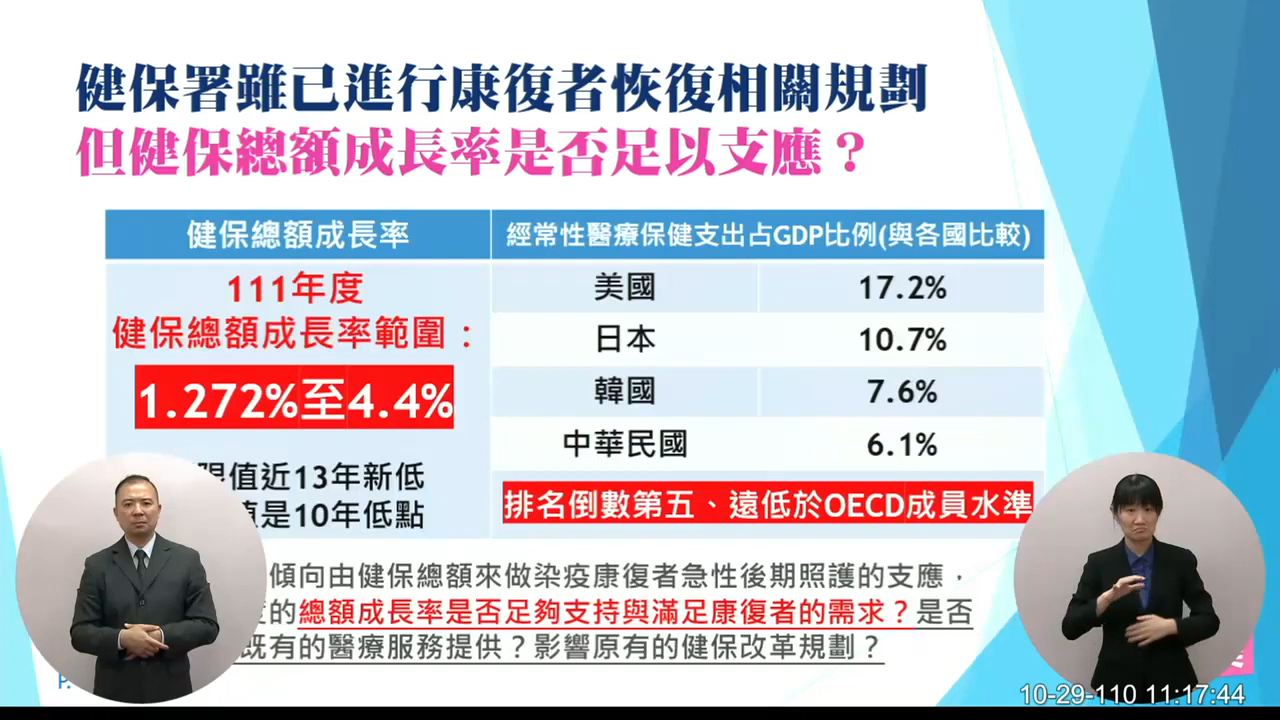 健保署雖已進行康復者恢復相關規劃
但健保總額成長率是否足以支應？
健保總額成長率
經常性醫療保健支出占GDP比例(與各國比較)
111年度
健保總額成長率範圍：
1.272%至4.4%
限值近13年新低
值是10年低點
美國 17.2%
日本 10.7%
韓國 7.6%
中華民國 6.1%
排名倒數第五、遠低於OECD成員水準
傾向由健保總額來做染疫康復者急性後期照護的支應，
度的總額成長率是否足夠支持與滿足康復者的需求？是否
既有的醫療服務提供？影響原有的健保改革規劃？
P.
10-29-110 11:17:44